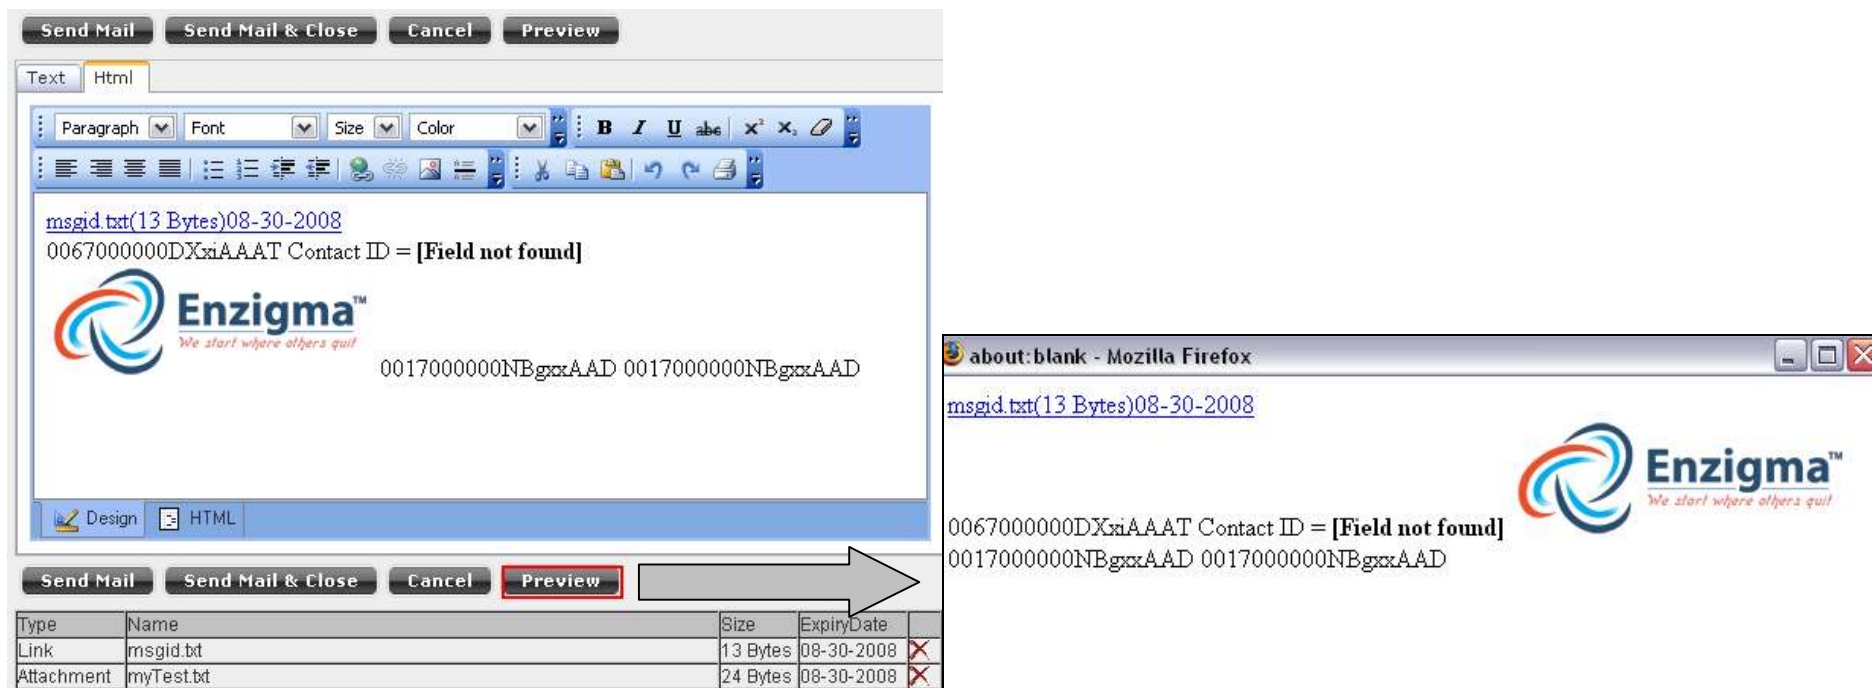 Send Mail Send Mail & Close Cancel Preview
Text Html
Paragraph Font Size Color B I U abc x² x₂
msgid.txt(13 Bytes)08-30-2008
0067000000DXxiAAAT Contact ID = [Field not found]
Enzigma™
We start where others quit
0017000000NBgxxAAD 0017000000NBgxxAAD
Design HTML
Send Mail Send Mail & Close Cancel Preview
Type Name Size ExpiryDate
Link msgid.txt 13 Bytes 08-30-2008
Attachment myTest.txt 24 Bytes 08-30-2008
about:blank - Mozilla Firefox
msgid.txt(13 Bytes)08-30-2008
Enzigma™
We start where others quit
0067000000DXxiAAAT Contact ID = [Field not found]
0017000000NBgxxAAD 0017000000NBgxxAAD